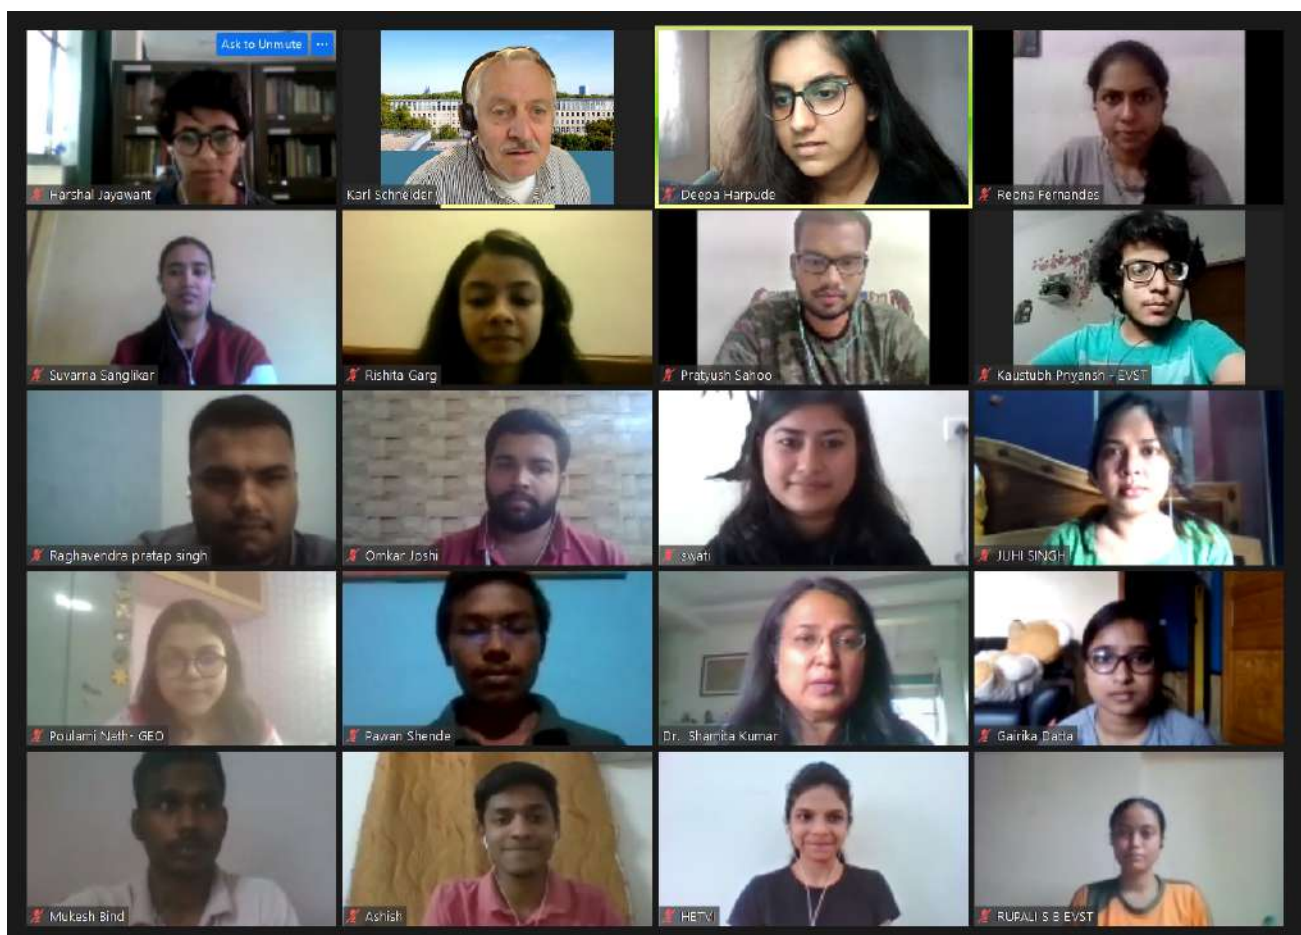 Ask to Unmute ...
Harshal Jayawant
Karl Schneider
Deepa Harpude
Reona Fernandes
Suvarna Sanglikar
Rishita Garg
Pratyush Sahoo
Kaustubh Priyansh - EVST
Raghavendra pratap singh
Omkar Joshi
swati
JUHI SINGH
Poulami Nath- GEO
Pawan Shende
Dr. Shamita Kumar
Gairika Datta
Mukesh Bind
Ashish
HETVI
RUPALI S B EVST